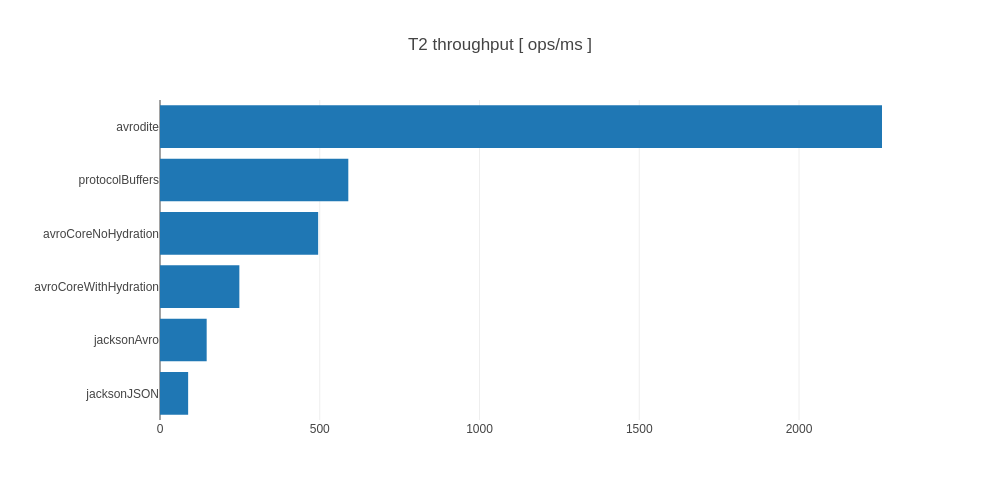 T2 throughput [ ops/ms ]
avrodite
protocolBuffers
avroCoreNoHydration
avroCoreWithHydration
jacksonAvro
jacksonJSON
0 500 1000 1500 2000